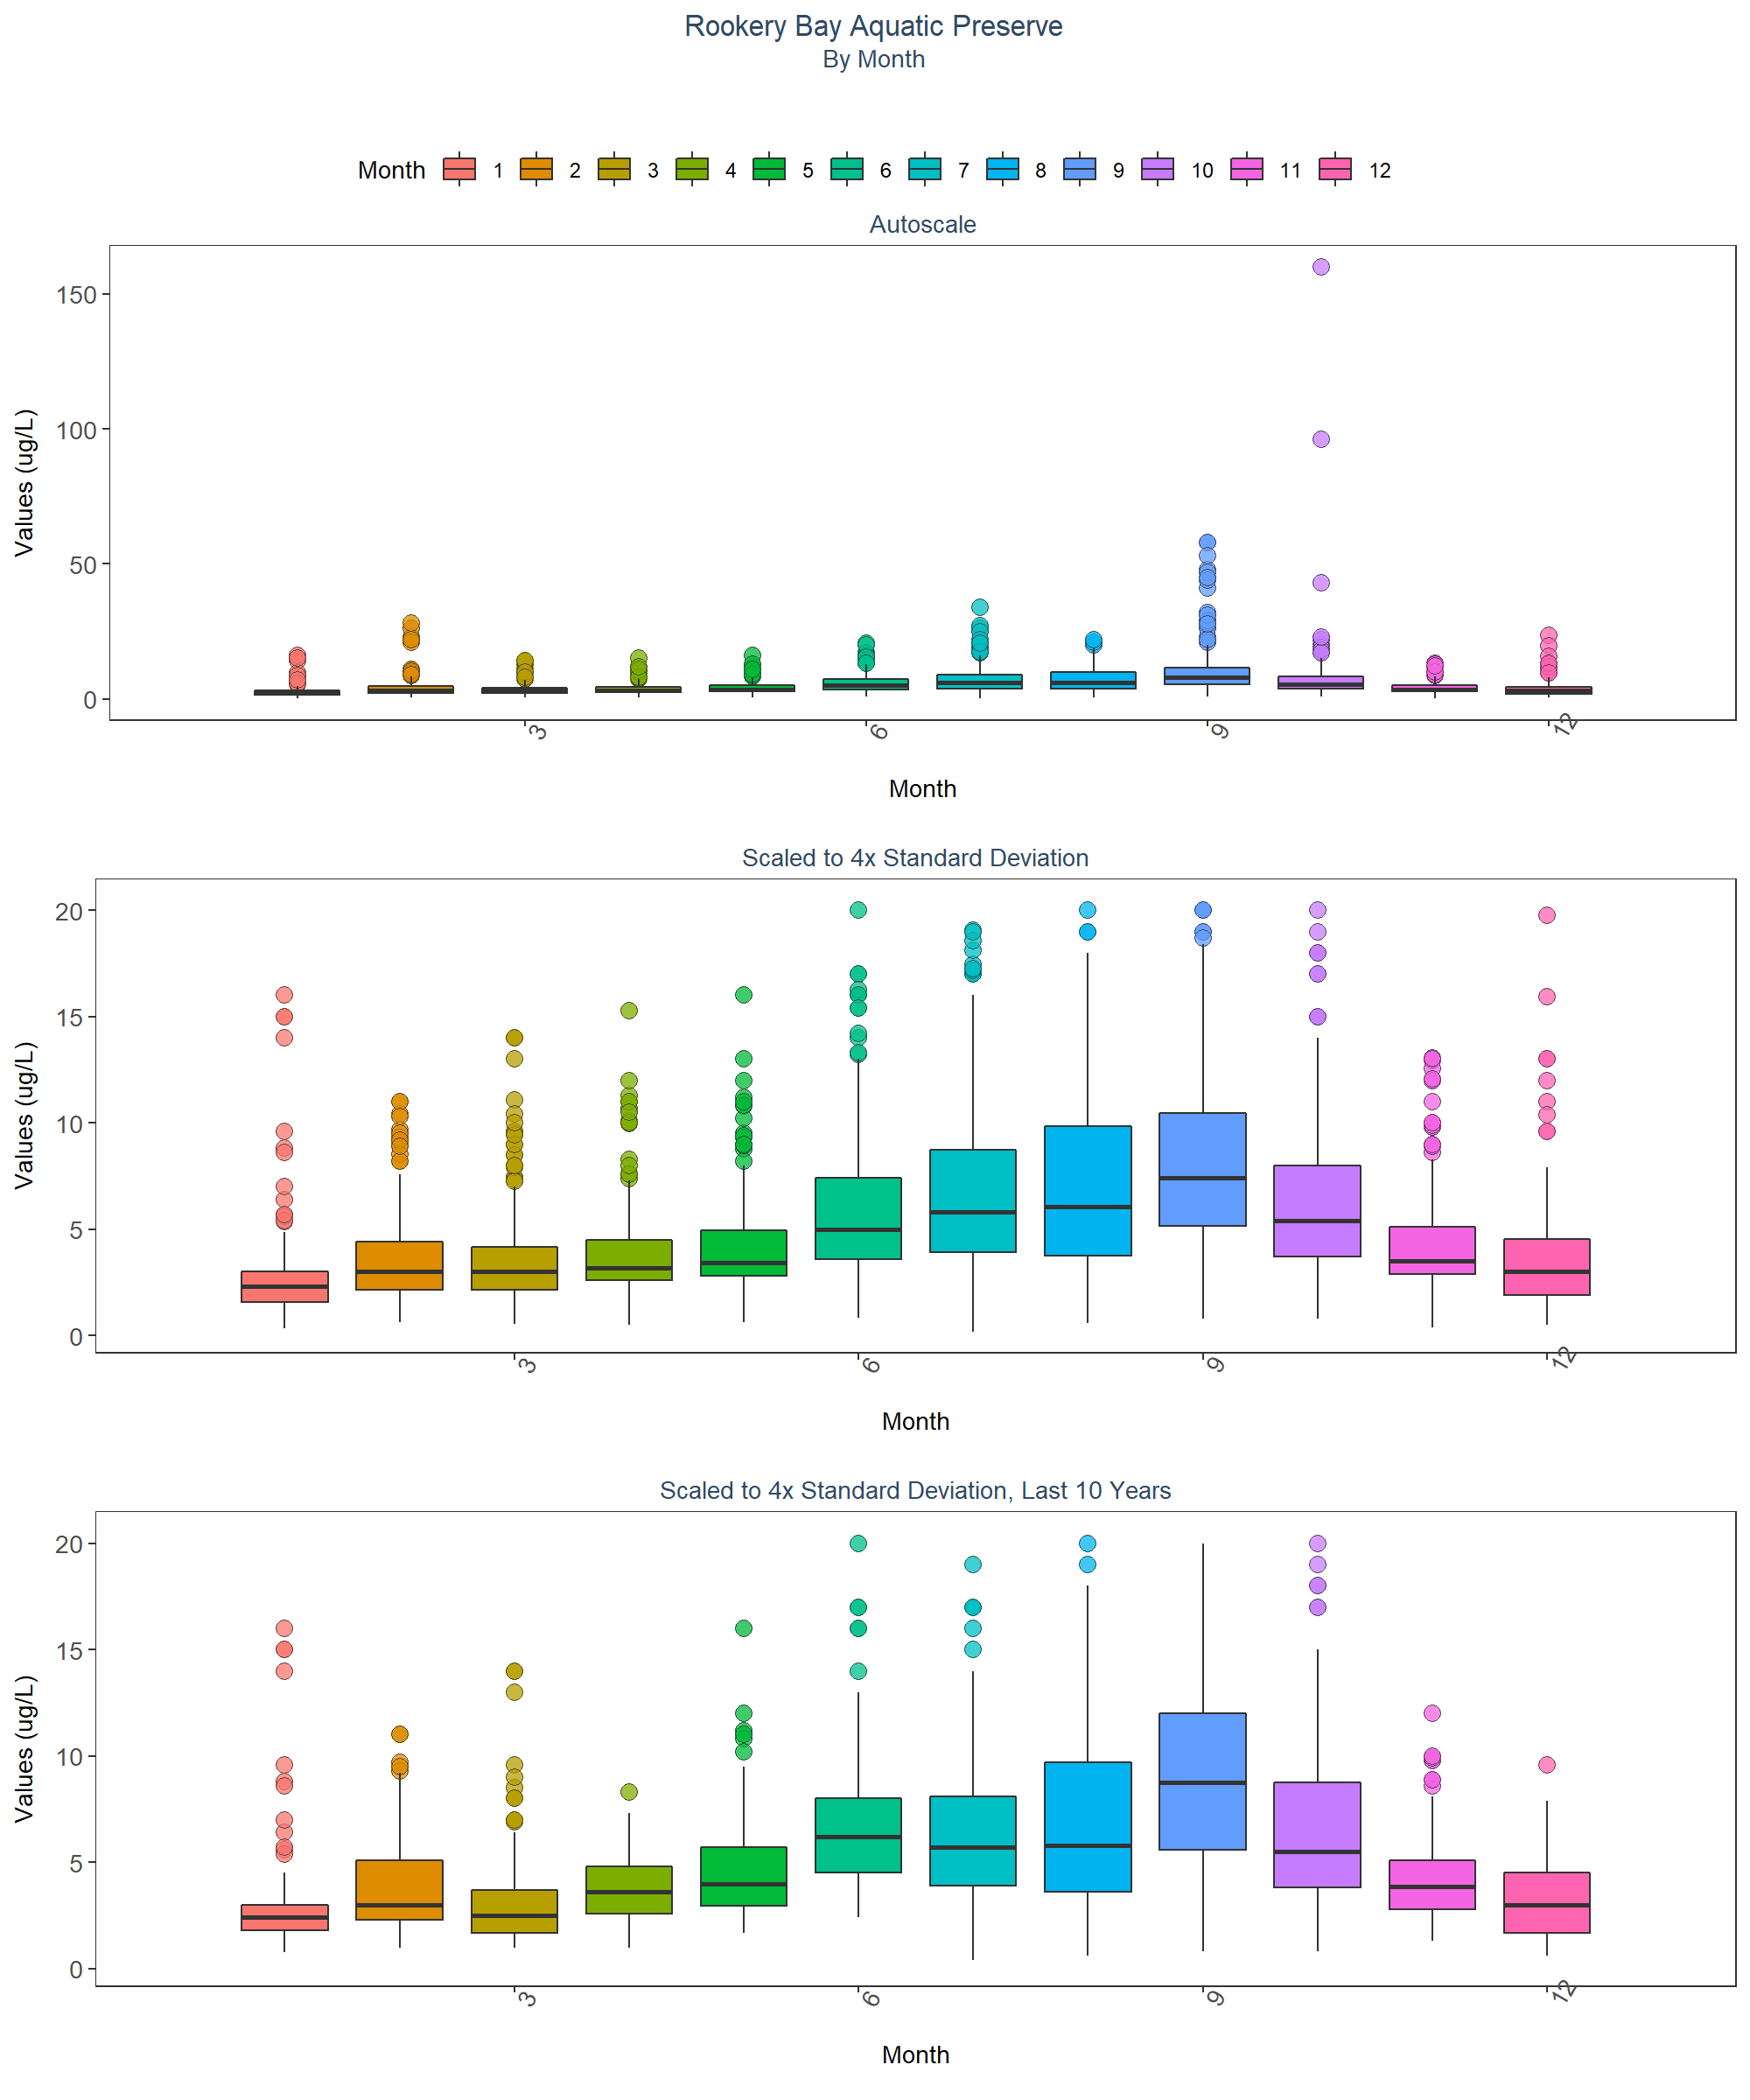 Rookery Bay Aquatic Preserve
By Month
Month 1 2 3 4 5 6 7 8 9 10 11 12
Autoscale
Values (ug/L)
150
100
50
0
3 6 9 12
Month
Scaled to 4x Standard Deviation
Values (ug/L)
20
15
10
5
0
3 6 9 12
Month
Scaled to 4x Standard Deviation, Last 10 Years
Values (ug/L)
20
15
10
5
0
3 6 9 12
Month